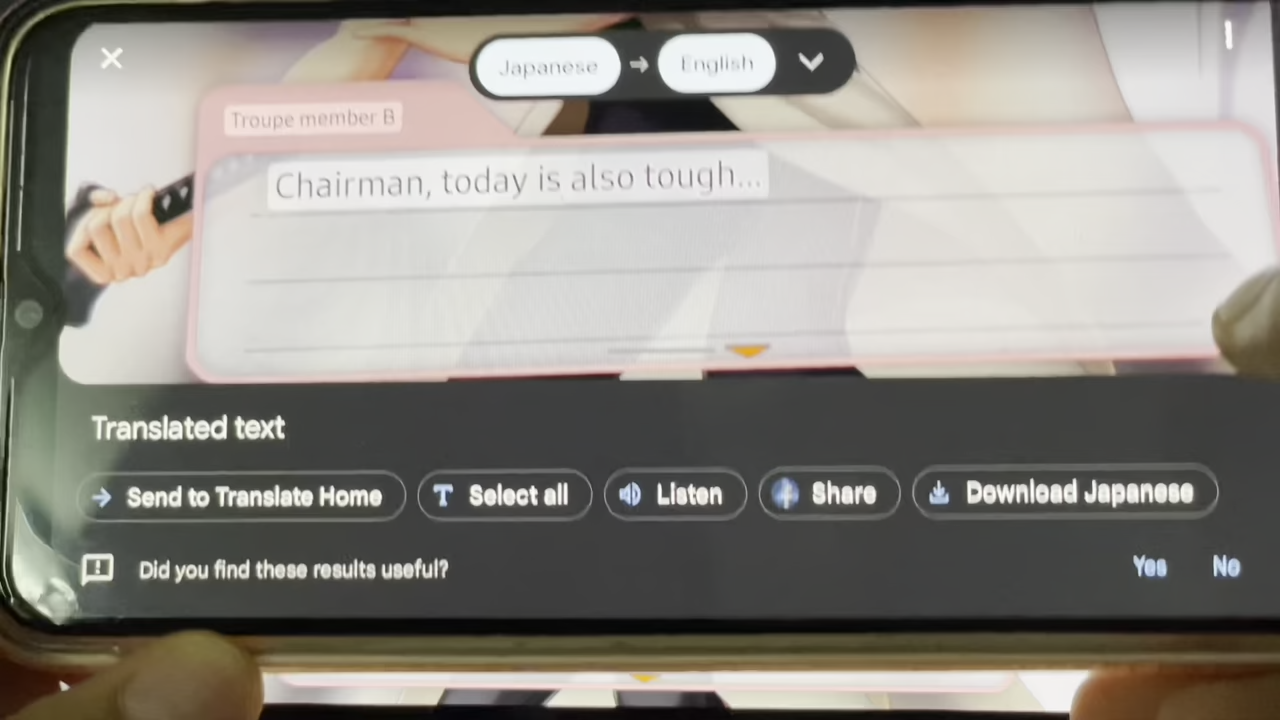 Japanese → English
Troupe member B
Chairman, today is also tough...
Translated text
Send to Translate Home
Select all
Listen
Share
Download Japanese
Did you find these results useful?
Yes
No